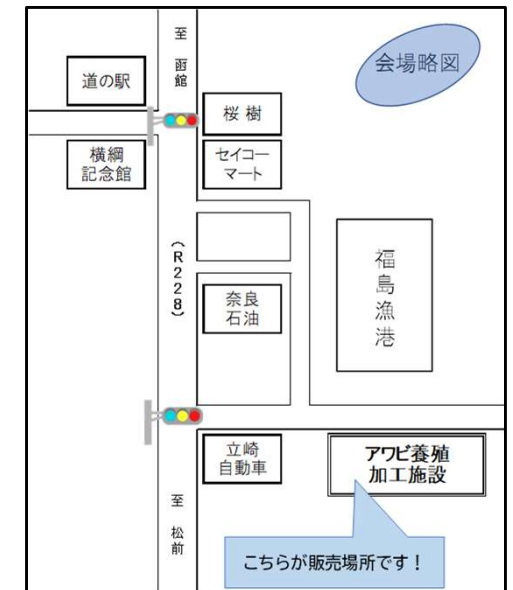 至 函館
会場略図
道の駅
桜樹
横綱
記念館
セイコー
マート
(R228)
福島漁港
奈良
石油
立崎
自動車
アワビ養殖
加工施設
至 松前
こちらが販売場所です！